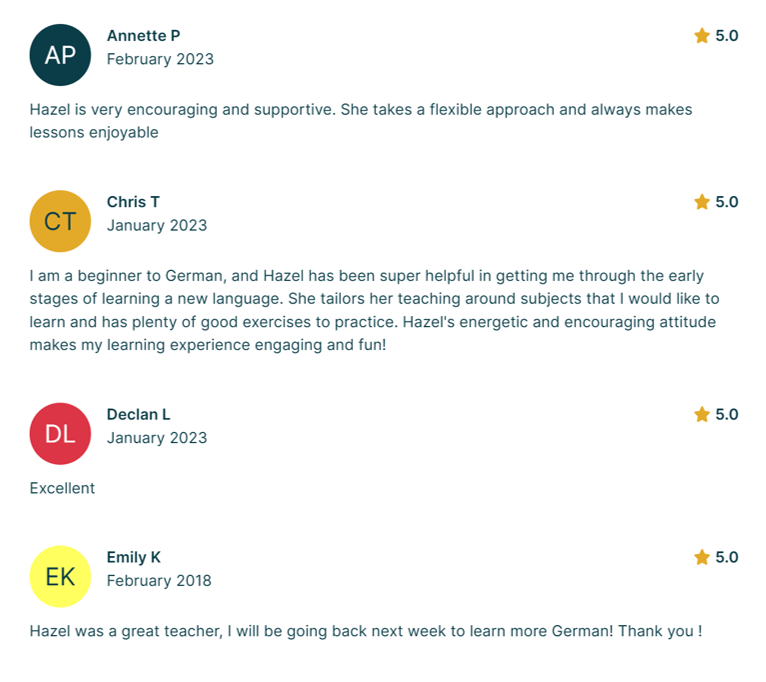 AP
Annette P
5.0
February 2023
Hazel is very encouraging and supportive. She takes a flexible approach and always makes
lessons enjoyable
CT
Chris T
5.0
January 2023
I am a beginner to German, and Hazel has been super helpful in getting me through the early
stages of learning a new language. She tailors her teaching around subjects that I would like to
learn and has plenty of good exercises to practice. Hazel's energetic and encouraging attitude
makes my learning experience engaging and fun!
DL
Declan L
5.0
January 2023
Excellent
EK
Emily K
5.0
February 2018
Hazel was a great teacher, I will be going back next week to learn more German! Thank you !